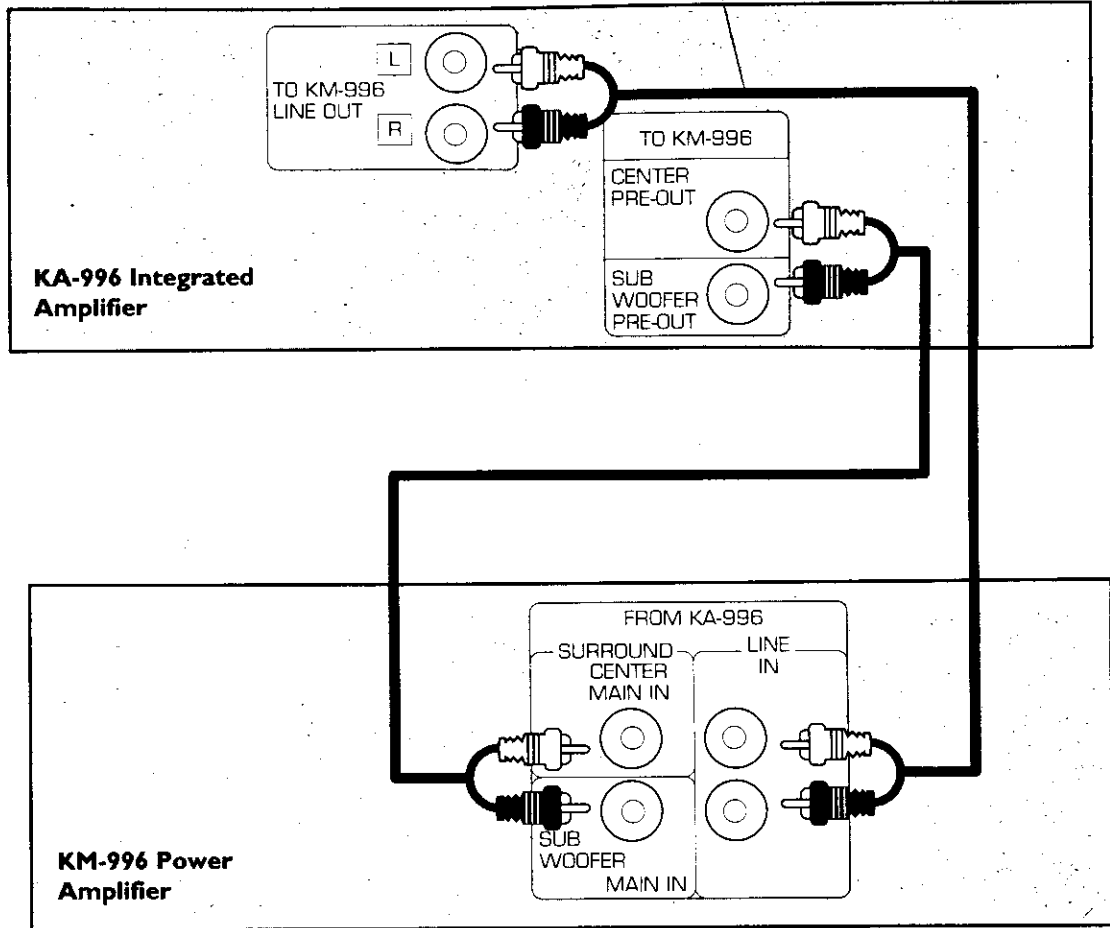 L
TO KM-996
LINE OUT
R
TO KM-996
CENTER
PRE-OUT
SUB
WOOFER
PRE-OUT
KA-996 Integrated
Amplifier
FROM KA-996
SURROUND
CENTER
MAIN IN
LINE
IN
SUB
WOOFER
MAIN IN
KM-996 Power
Amplifier